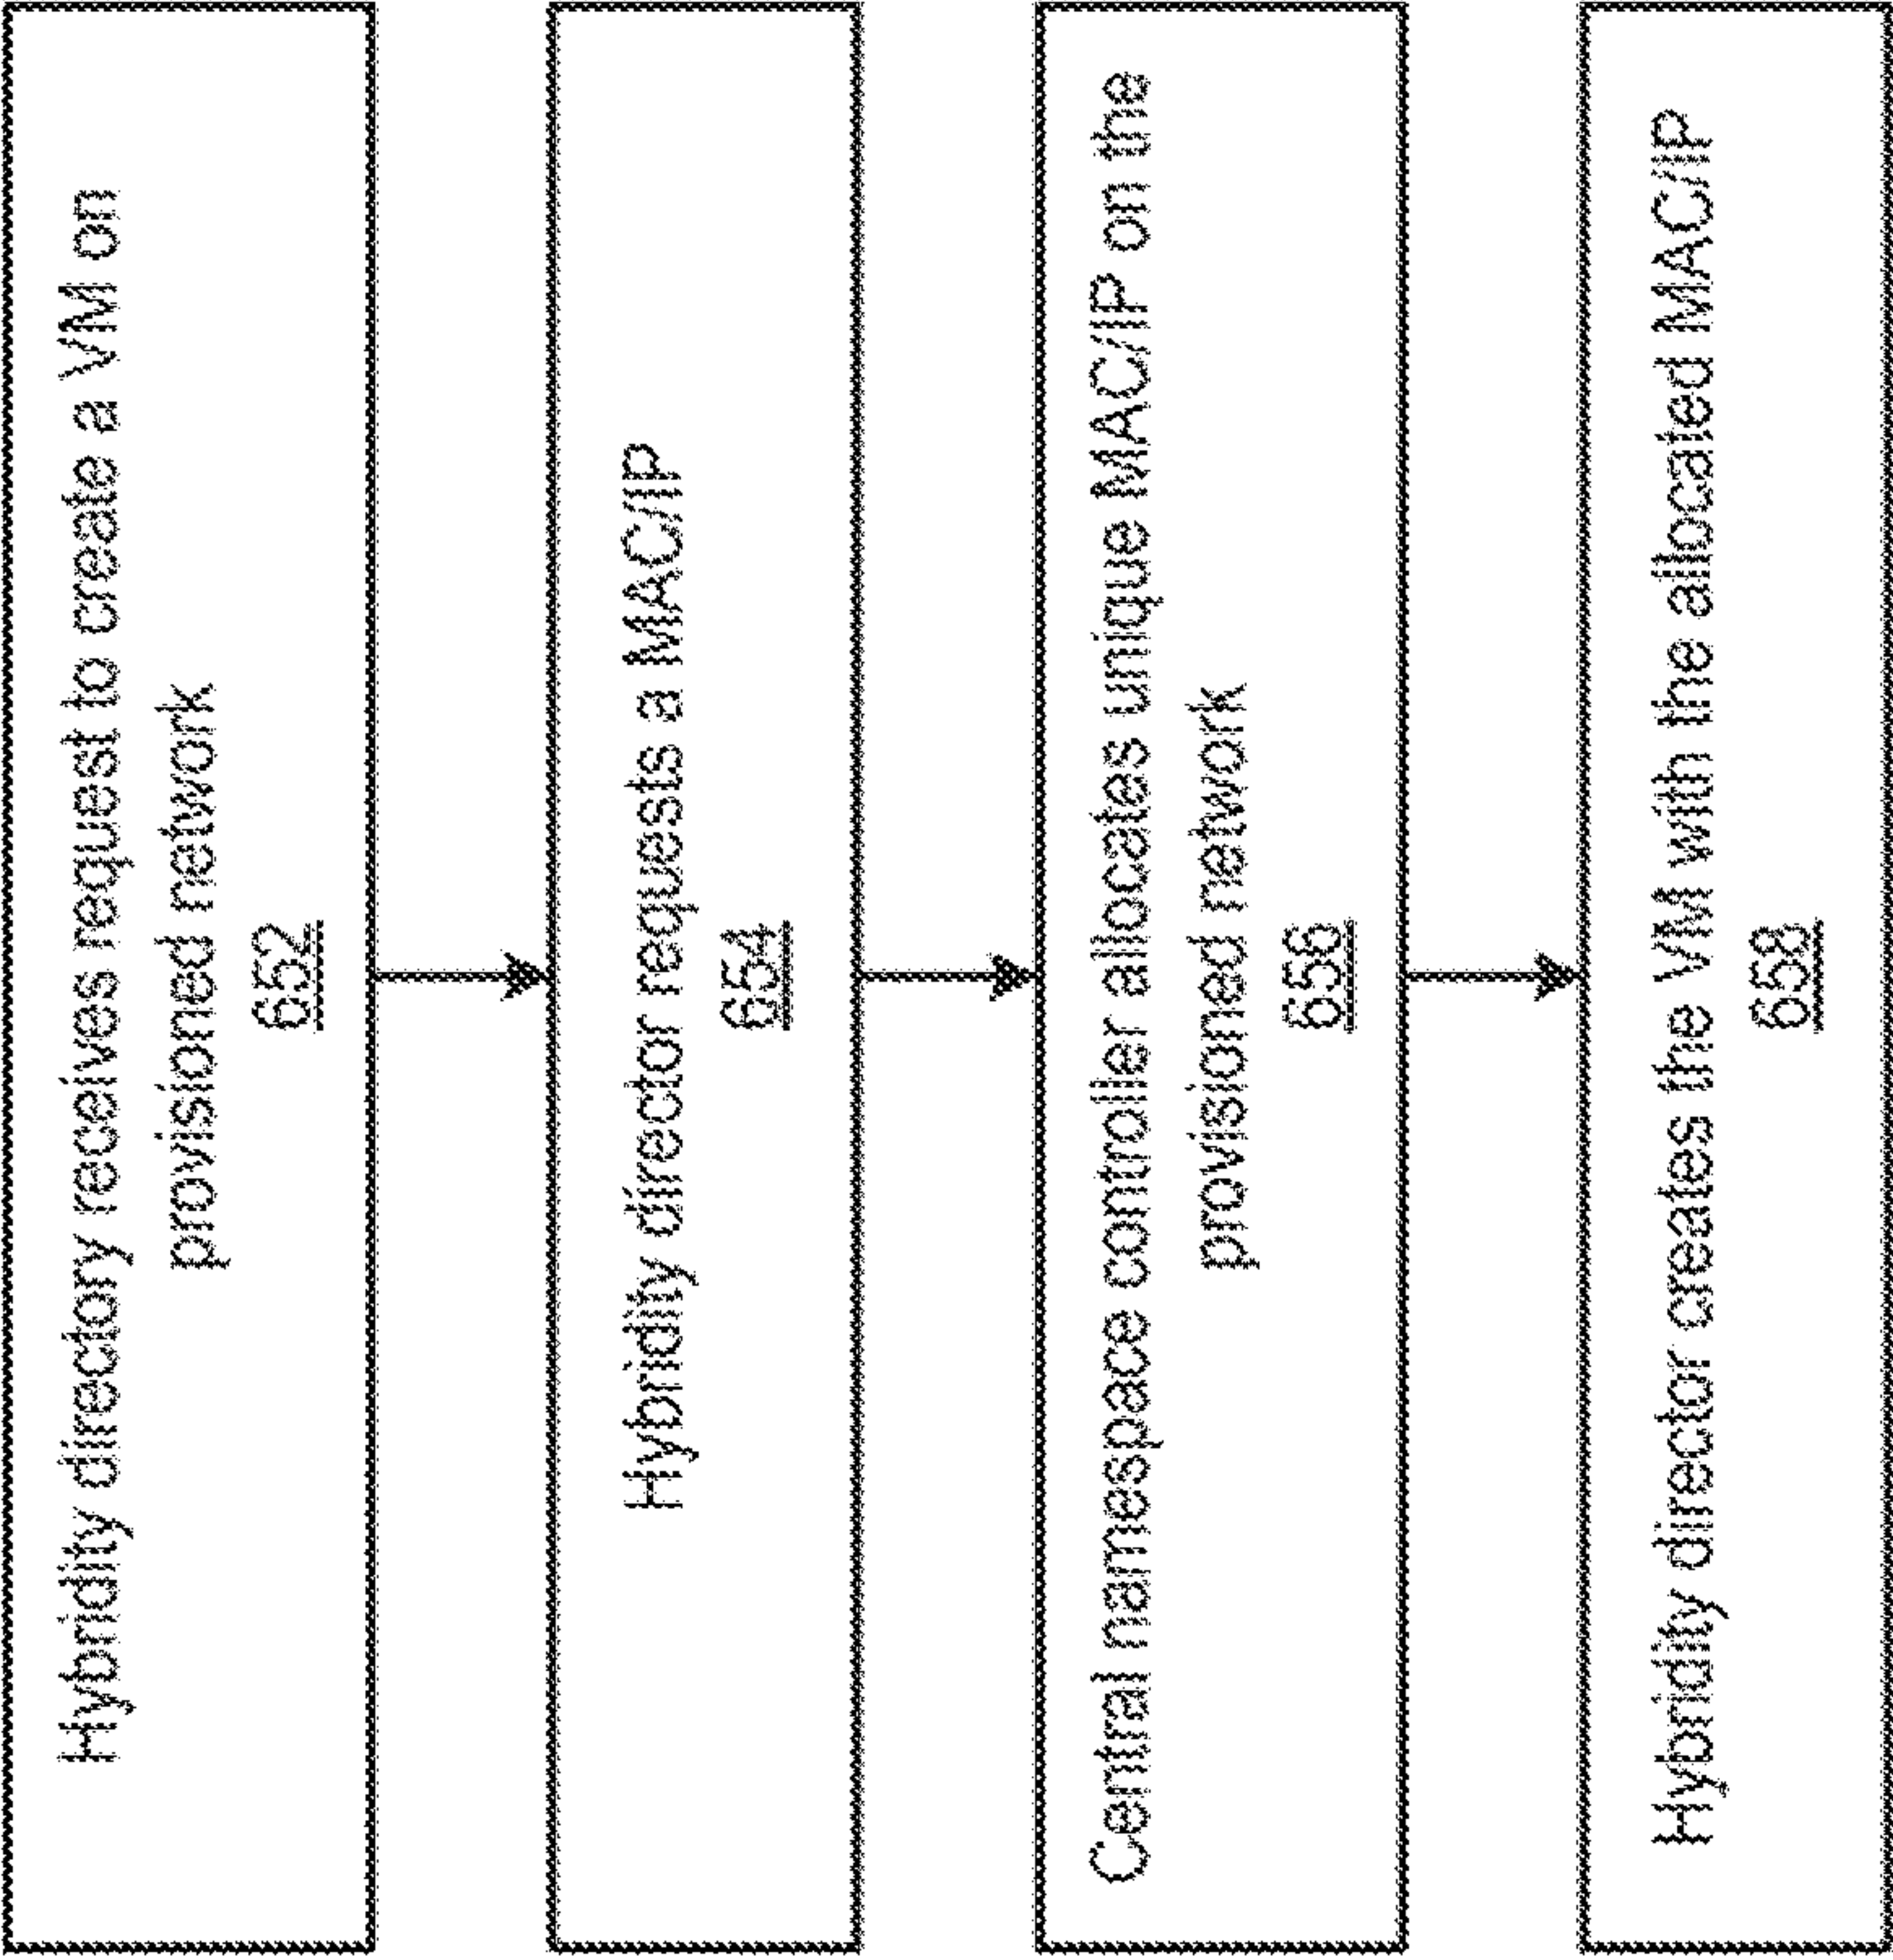 Hybridity directory receives request to create a VM on
provisioned network
652
Hybridity director requests a MAC/IP
654
Central namespace controller allocates unique MAC/IP on the
provisioned network
656
Hybridity director creates the VM with the allocated MAC/IP
658